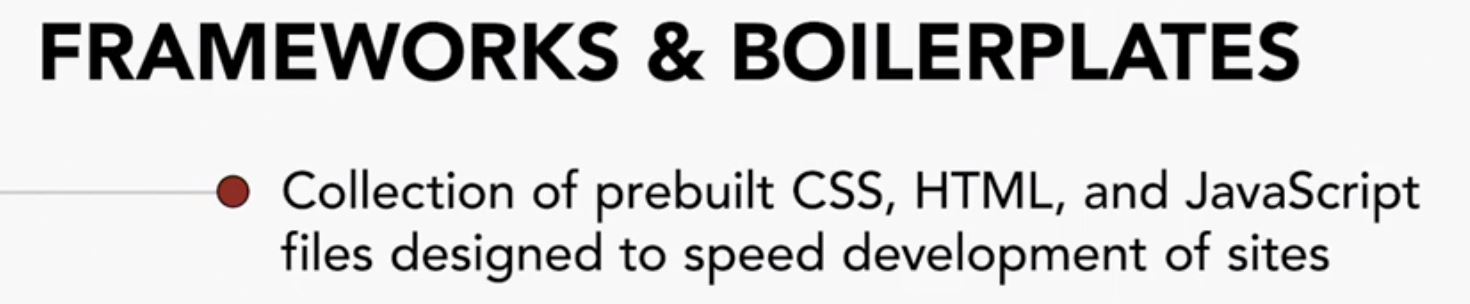 FRAMEWORKS & BOILERPLATES
Collection of prebuilt CSS, HTML, and JavaScript
files designed to speed development of sites